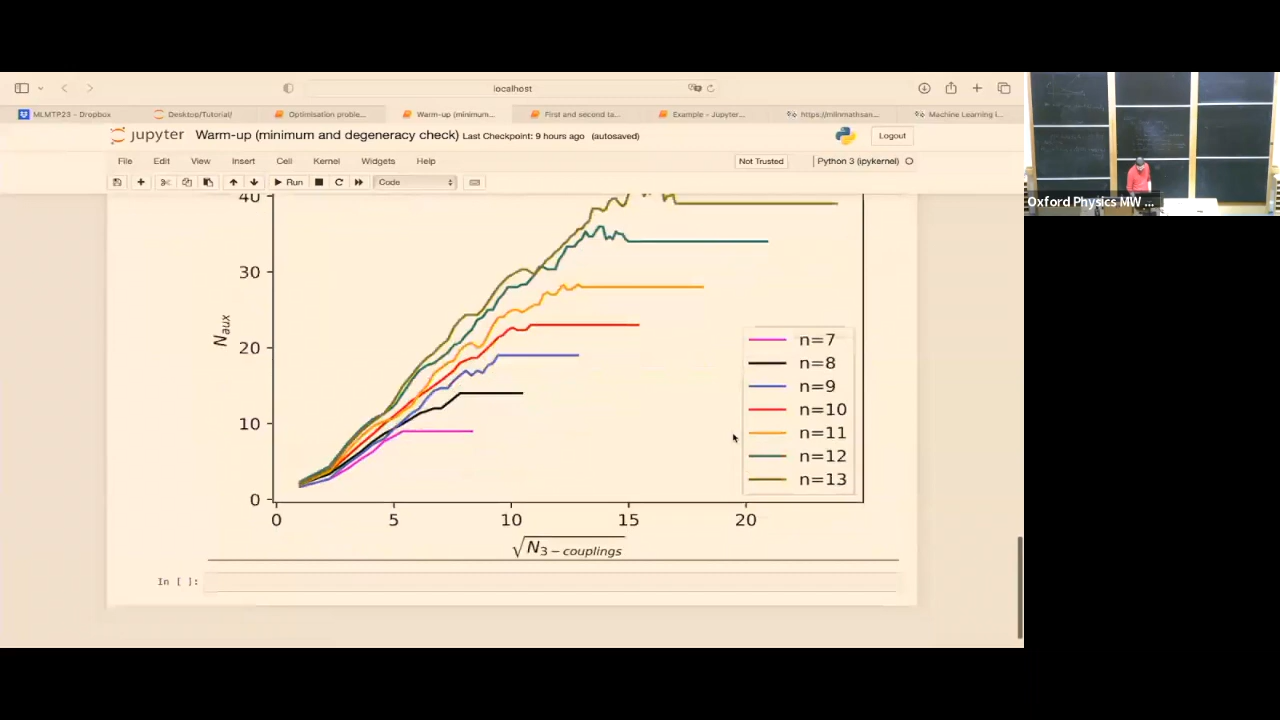 localhost
MLMTP23 - Dropbox
Desktop/Tutorial/
Optimisation proble...
Warm-up (minimum...
First and second ta...
Example - Jupyter...
https://mlinrmathsan...
Machine Learning i...
jupyter Warm-up (minimum and degeneracy check) Last Checkpoint: 9 hours ago (autosaved)
Logout
File Edit View Insert Cell Kernel Widgets Help
Not Trusted
Python 3 (ipykernel)
Run
Code
Oxford Physics MW ...
40
30
20
10
0
N_aux
n=7
n=8
n=9
n=10
n=11
n=12
n=13
0 5 10 15 20
√N_3−couplings
In [ ]: